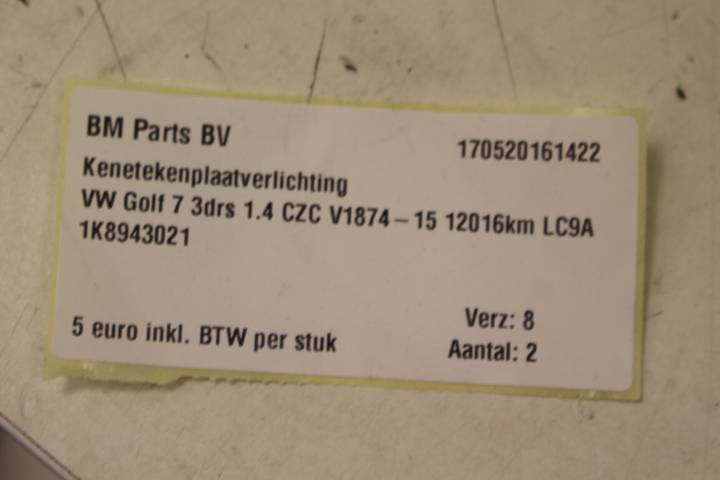 BM Parts BV 170520161422
Kenetekenplaatverlichting
VW Golf 7 3drs 1.4 CZC V1874-15 12016km LC9A
1K8943021
Verz: 8
5 euro inkl. BTW per stuk Aantal: 2